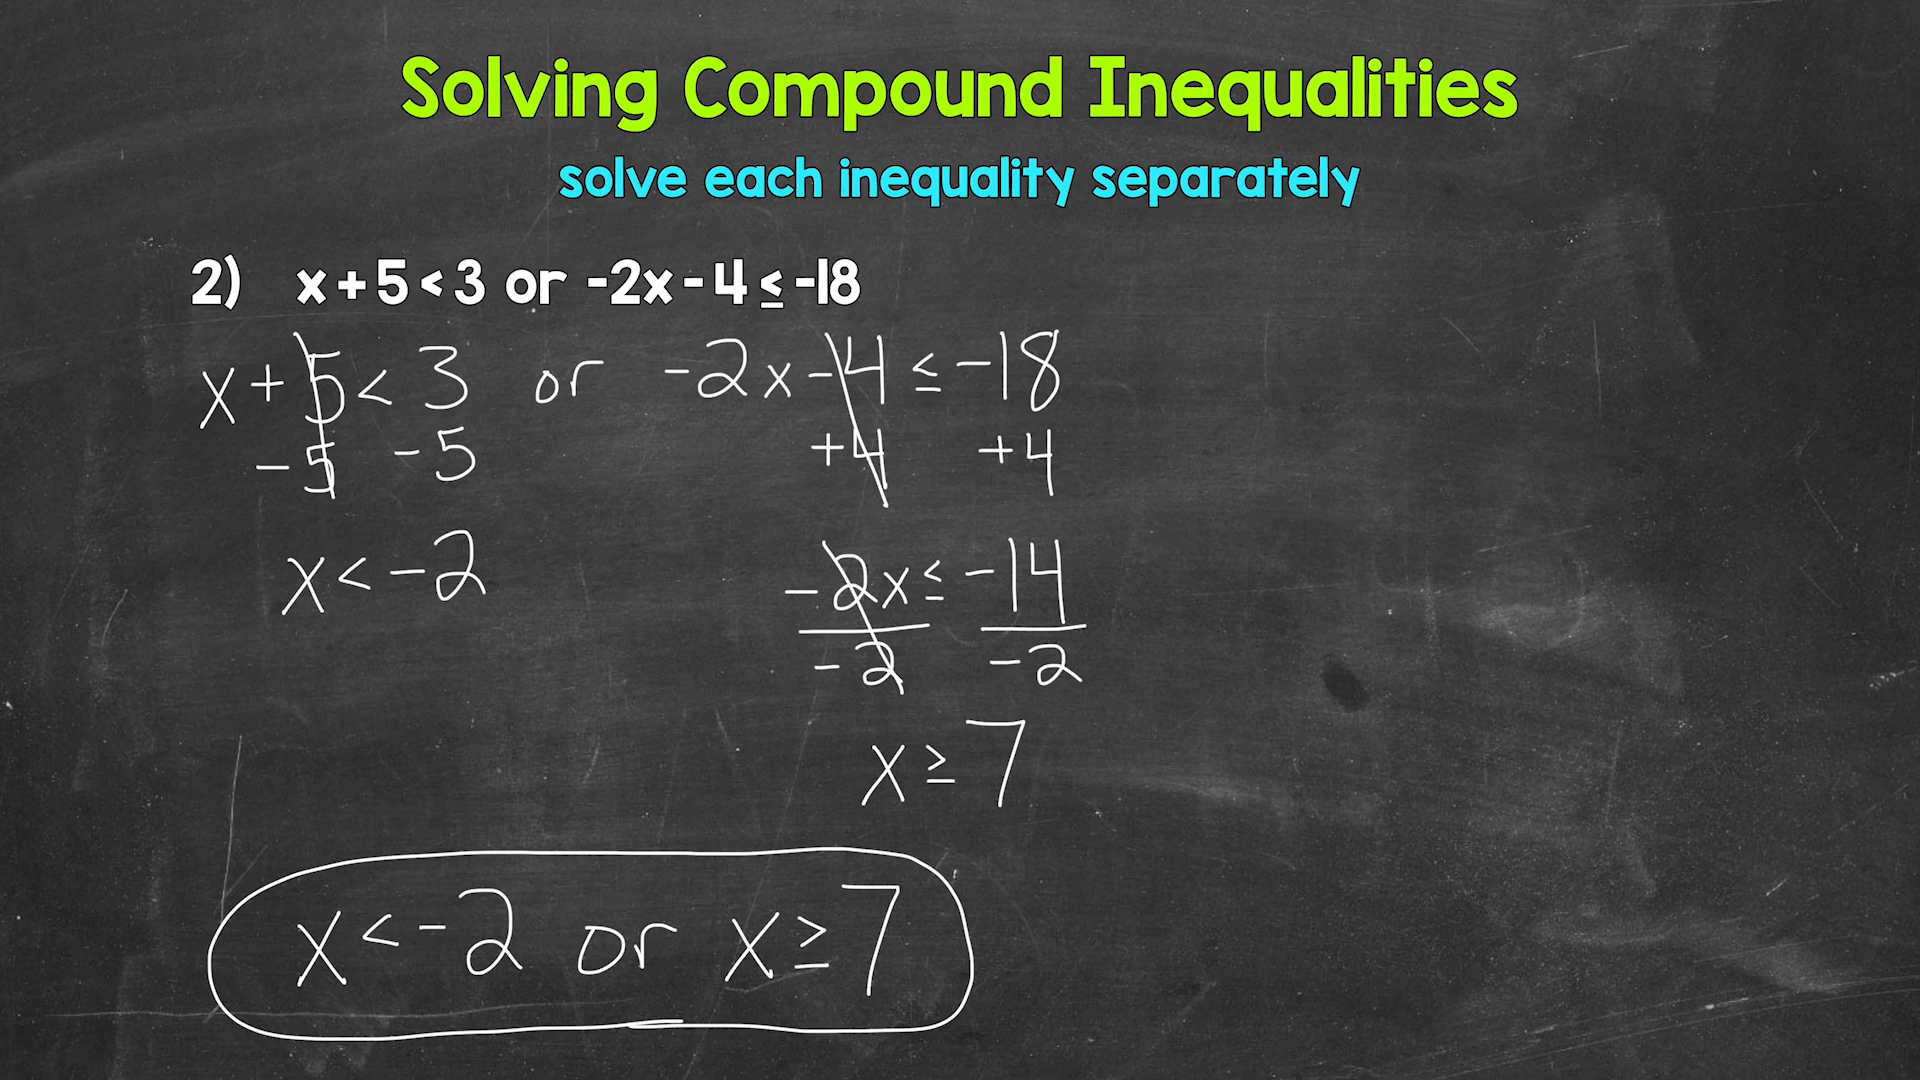 Solving Compound Inequalities
solve each inequality separately
2) x + 5 < 3 or -2x - 4 ≤ -18
x + 5 < 3 or -2x - 4 ≤ -18
- 5 - 5 + 4 + 4
x < -2 -2x ≤ -14
-2 -2
x ≥ 7
x < -2 or x ≥ 7